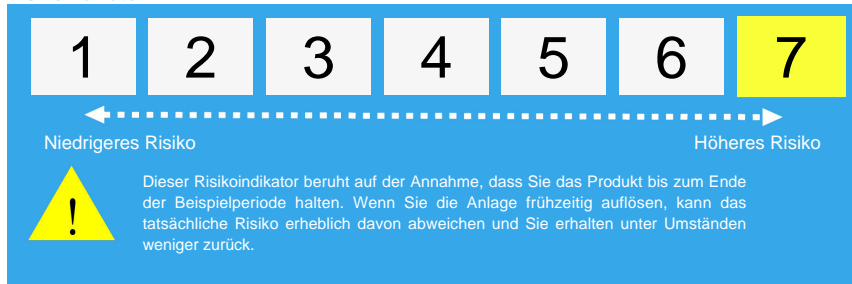 1 2 3 4 5 6 7
Niedrigeres Risiko Höheres Risiko
Dieser Risikoindikator beruht auf der Annahme, dass Sie das Produkt bis zum Ende
der Beispielperiode halten. Wenn Sie die Anlage frühzeitig auflösen, kann das
tatsächliche Risiko erheblich davon abweichen und Sie erhalten unter Umständen
weniger zurück.
!